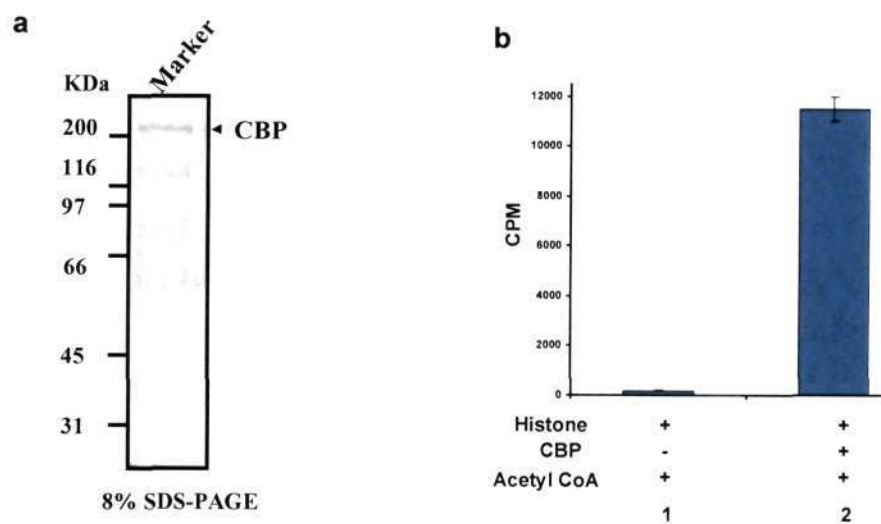 a
Marker
KDa
200
CBP
116
97
66
45
31
8% SDS-PAGE
b
12000
10000
8000
6000
4000
2000
0
CPM
Histone + +
CBP - +
Acetyl CoA + +
1 2